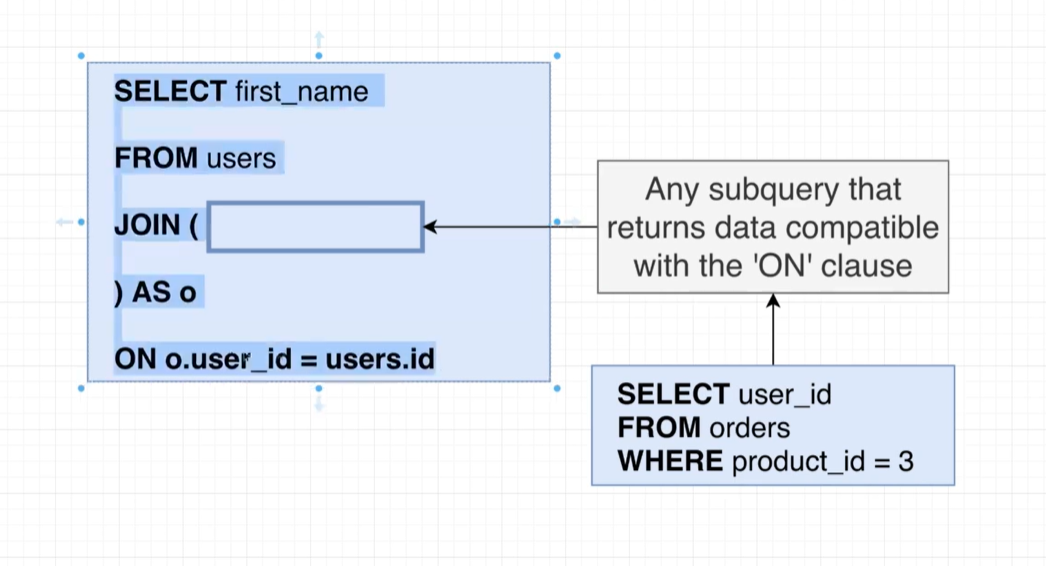 SELECT first_name
FROM users
JOIN (
) AS o
ON o.user_id = users.id
Any subquery that
returns data compatible
with the 'ON' clause
SELECT user_id
FROM orders
WHERE product_id = 3